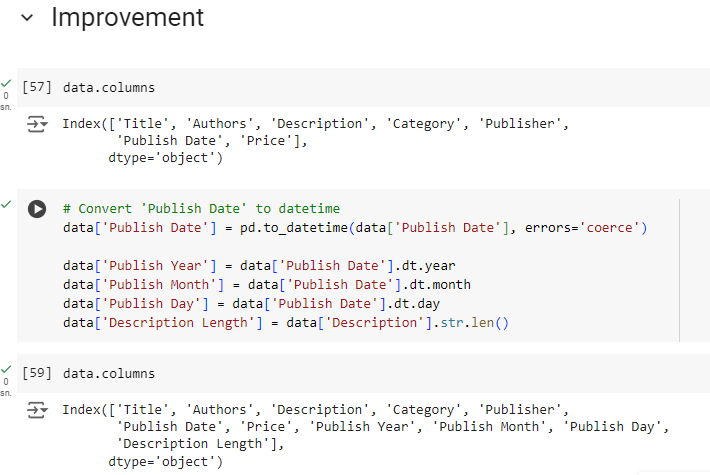 Improvement
[57] data.columns
0
sn.
Index(['Title', 'Authors', 'Description', 'Category', 'Publisher',
'Publish Date', 'Price'],
dtype='object')
# Convert 'Publish Date' to datetime
data['Publish Date'] = pd.to_datetime(data['Publish Date'], errors='coerce')
data['Publish Year'] = data['Publish Date'].dt.year
data['Publish Month'] = data['Publish Date'].dt.month
data['Publish Day'] = data['Publish Date'].dt.day
data['Description Length'] = data['Description'].str.len()
[59] data.columns
0
sn.
Index(['Title', 'Authors', 'Description', 'Category', 'Publisher',
'Publish Date', 'Price', 'Publish Year', 'Publish Month', 'Publish Day',
'Description Length'],
dtype='object')